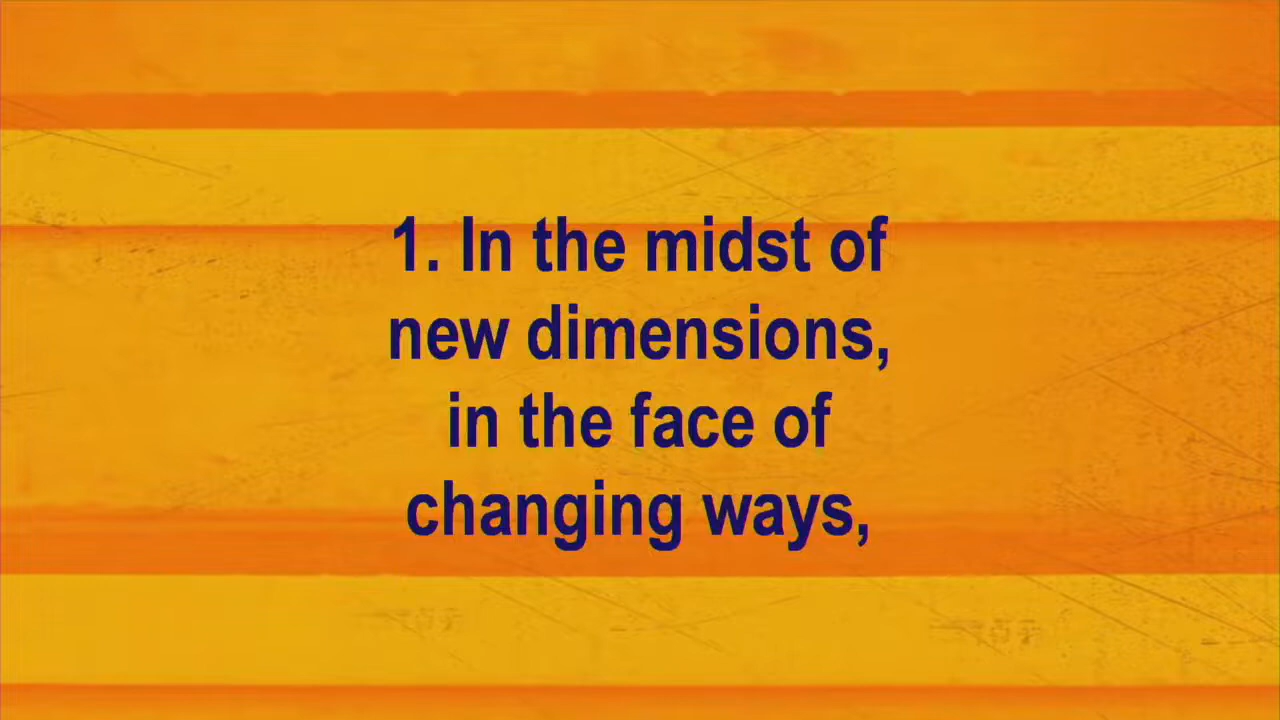 1. In the midst of
new dimensions,
in the face of
changing ways,